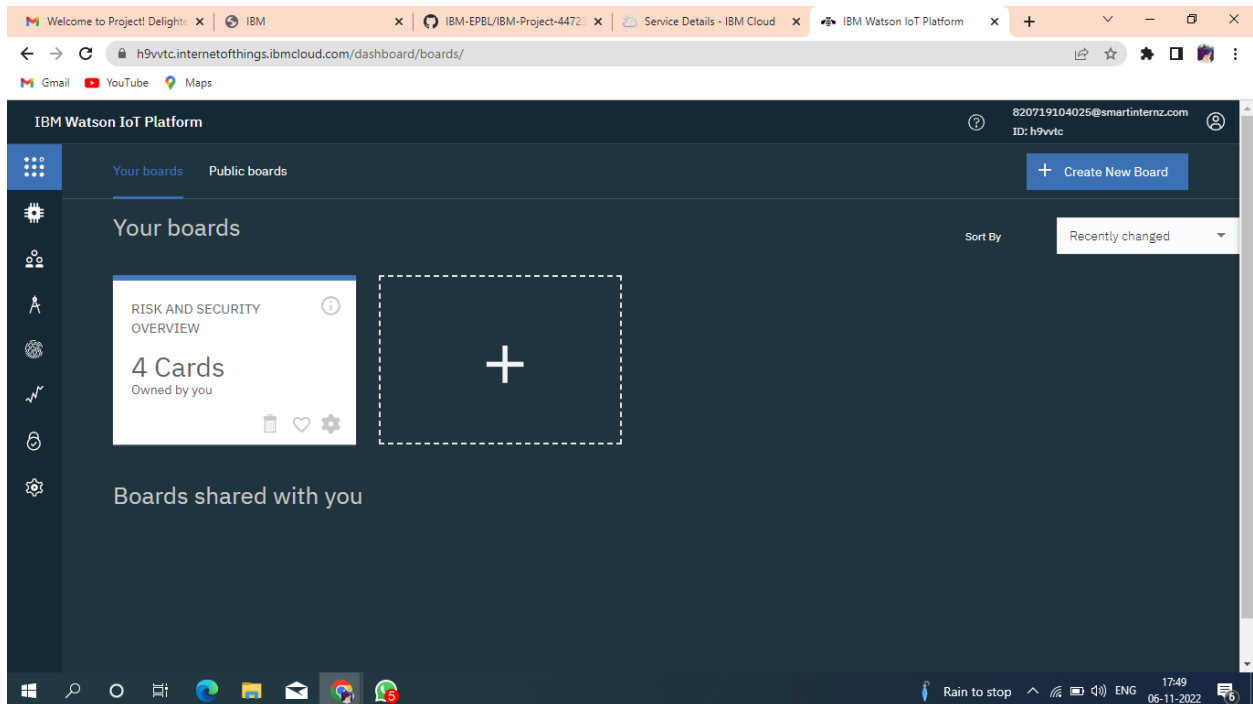 Welcome to Project! Delighte
IBM
IBM-EPBL/IBM-Project-44723
Service Details - IBM Cloud
IBM Watson IoT Platform
h9vvtc.internetofthings.ibmcloud.com/dashboard/boards/
Gmail
YouTube
Maps
IBM Watson IoT Platform
820719104025@smartinternz.com
ID: h9vvtc
Your boards
Public boards
Create New Board
Your boards
Sort By
Recently changed
RISK AND SECURITY
OVERVIEW
4 Cards
Owned by you
Boards shared with you
5
Rain to stop
ENG
17:49
06-11-2022
6